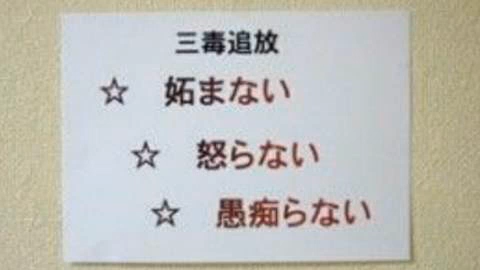 三毒追放
☆ 妬まない
☆ 怒らない
☆ 愚痴らない